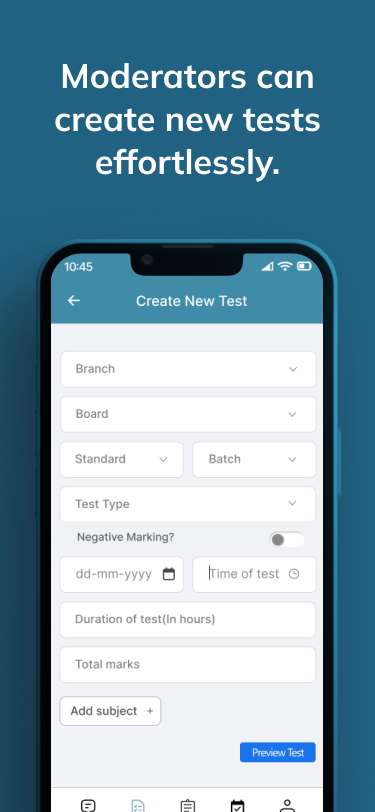 Moderators can
create new tests
effortlessly.
10:45
Create New Test
Branch
Board
Standard
Batch
Test Type
Negative Marking?
dd-mm-yyyy
Time of test
Duration of test(In hours)
Total marks
Add subject +
Preview Test